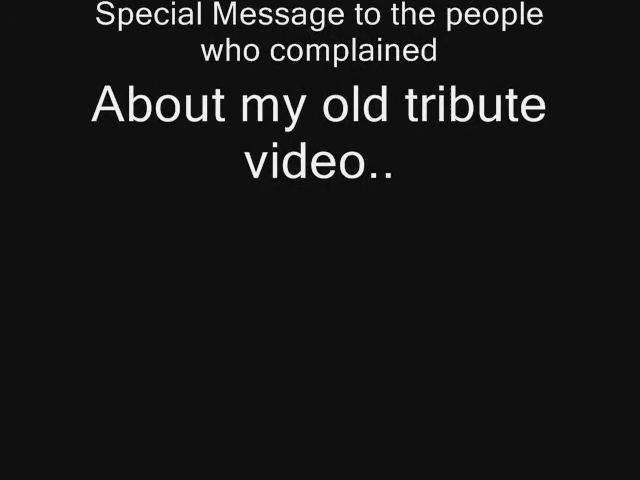 Special Message to the people
who complained
About my old tribute
video..